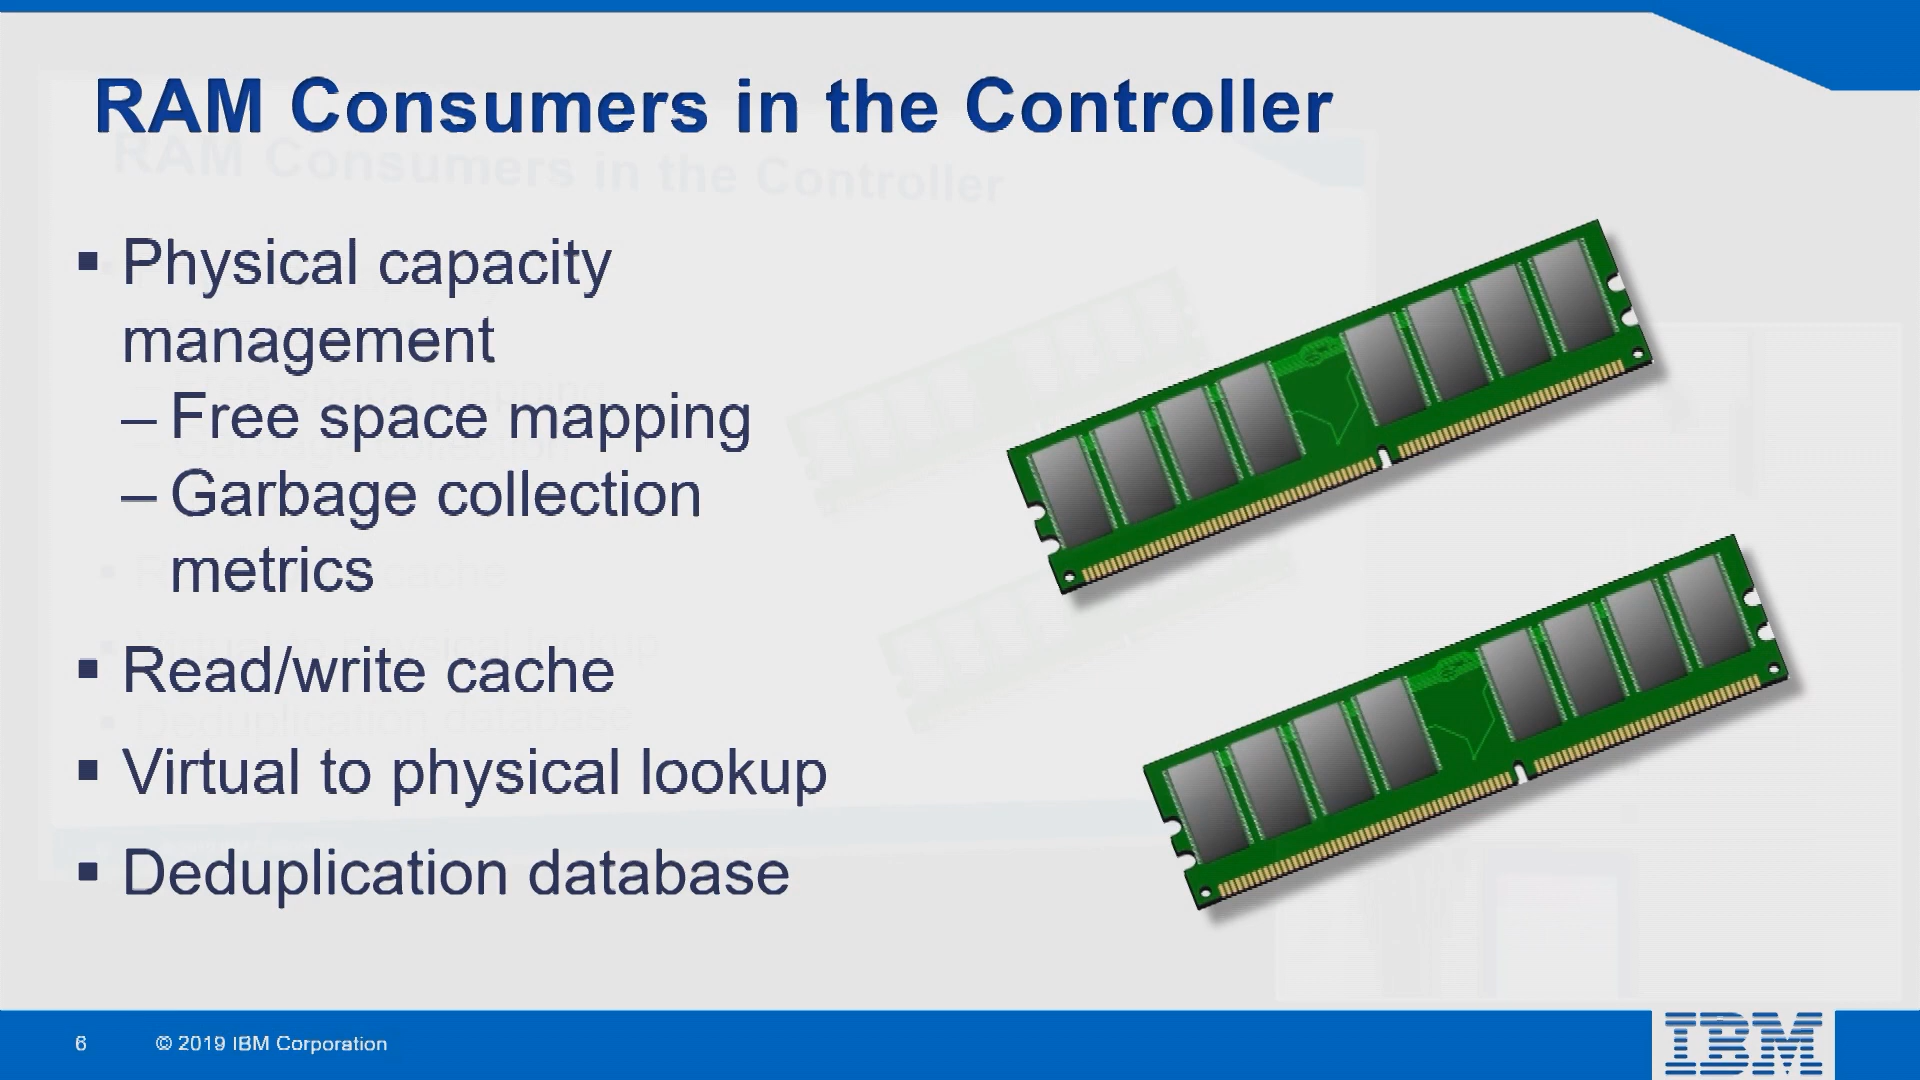 RAM Consumers in the Controller
▪ Physical capacity
management
– Free space mapping
– Garbage collection
metrics
▪ Read/write cache
▪ Virtual to physical lookup
▪ Deduplication database
6 © 2019 IBM Corporation
IBM